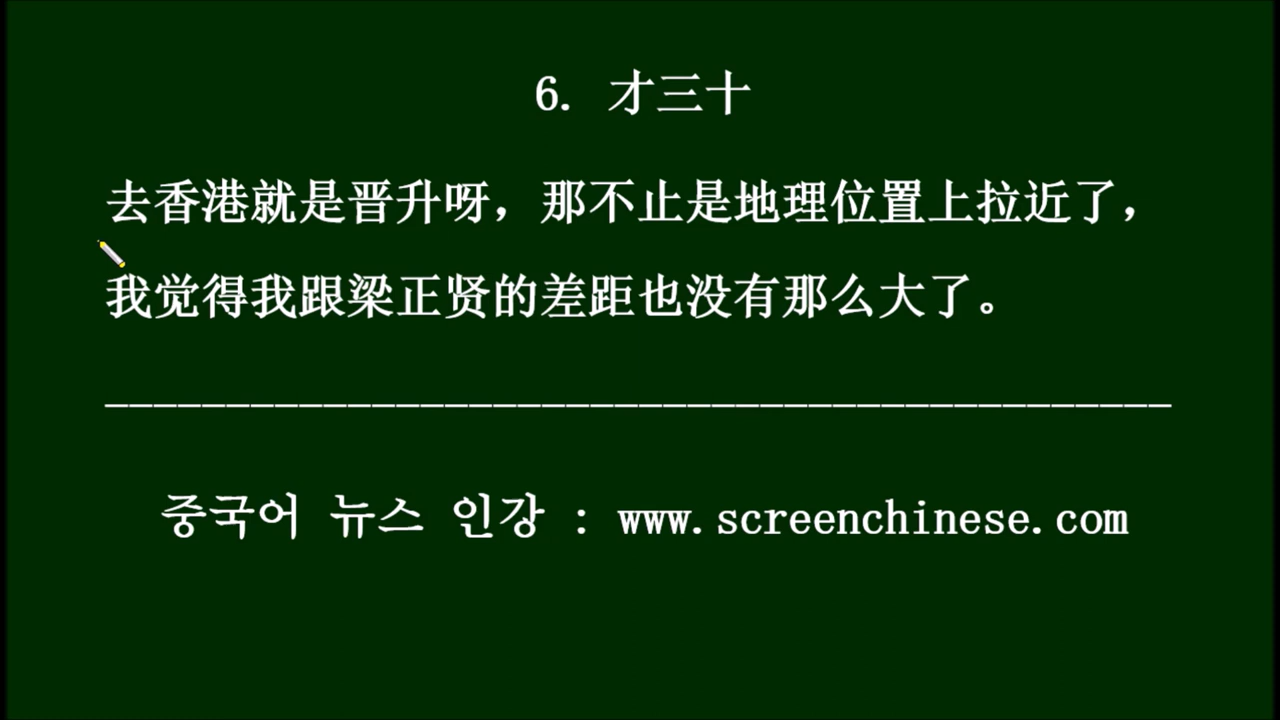 6. 才三十
去香港就是晋升呀，那不止是地理位置上拉近了，
我觉得我跟梁正贤的差距也没有那么大了。
중국어 뉴스 인강 : www.screenchinese.com